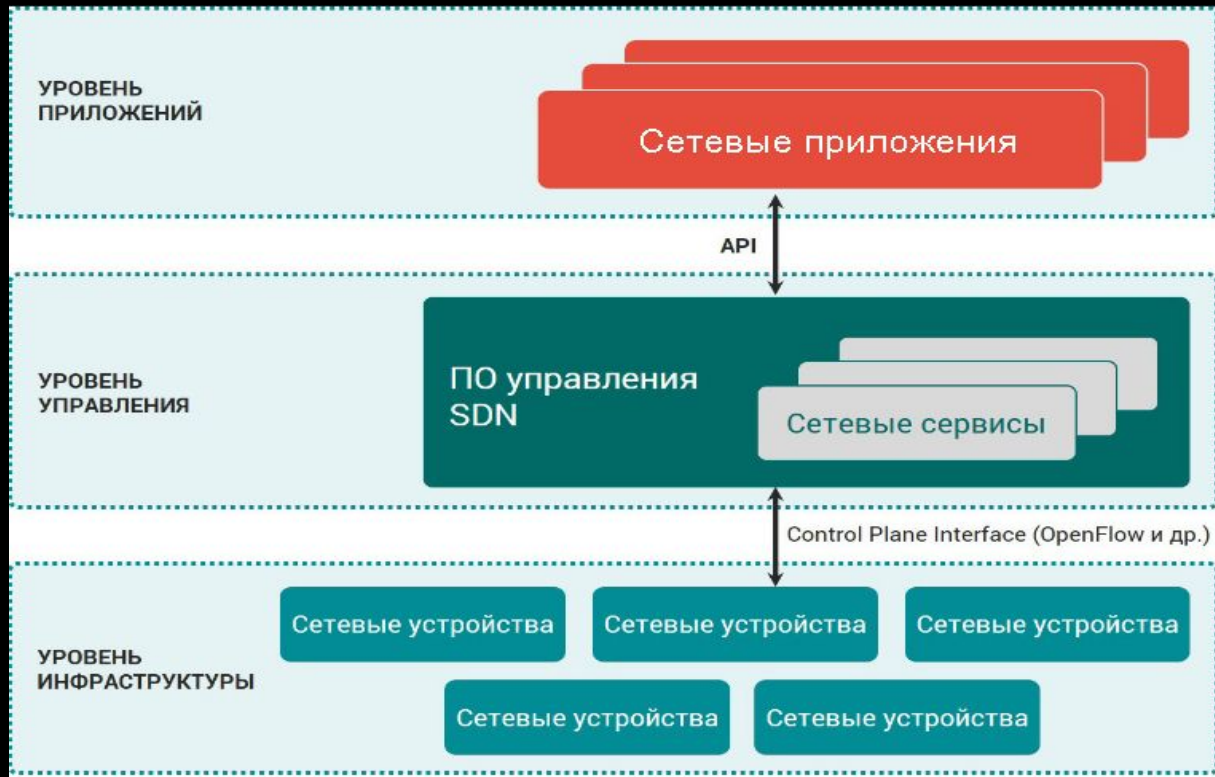 УРОВЕНЬ
ПРИЛОЖЕНИЙ
Сетевые приложения
API
УРОВЕНЬ
УПРАВЛЕНИЯ
ПО управления
SDN
Сетевые сервисы
Control Plane Interface (OpenFlow и др.)
УРОВЕНЬ
ИНФРАСТРУКТУРЫ
Сетевые устройства
Сетевые устройства
Сетевые устройства
Сетевые устройства
Сетевые устройства